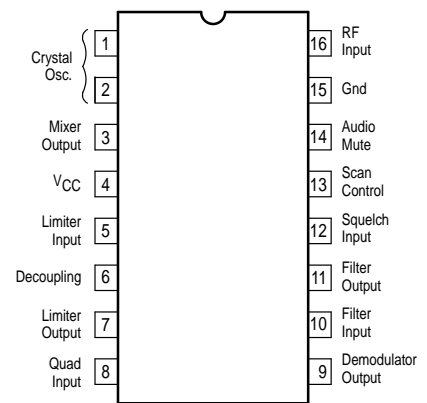 Crystal
Osc.
1
2
Mixer
Output
3
VCC
4
Limiter
Input
5
Decoupling
6
Limiter
Output
7
Quad
Input
8
16
RF
Input
15
Gnd
14
Audio
Mute
13
Scan
Control
12
Squelch
Input
11
Filter
Output
10
Filter
Input
9
Demodulator
Output